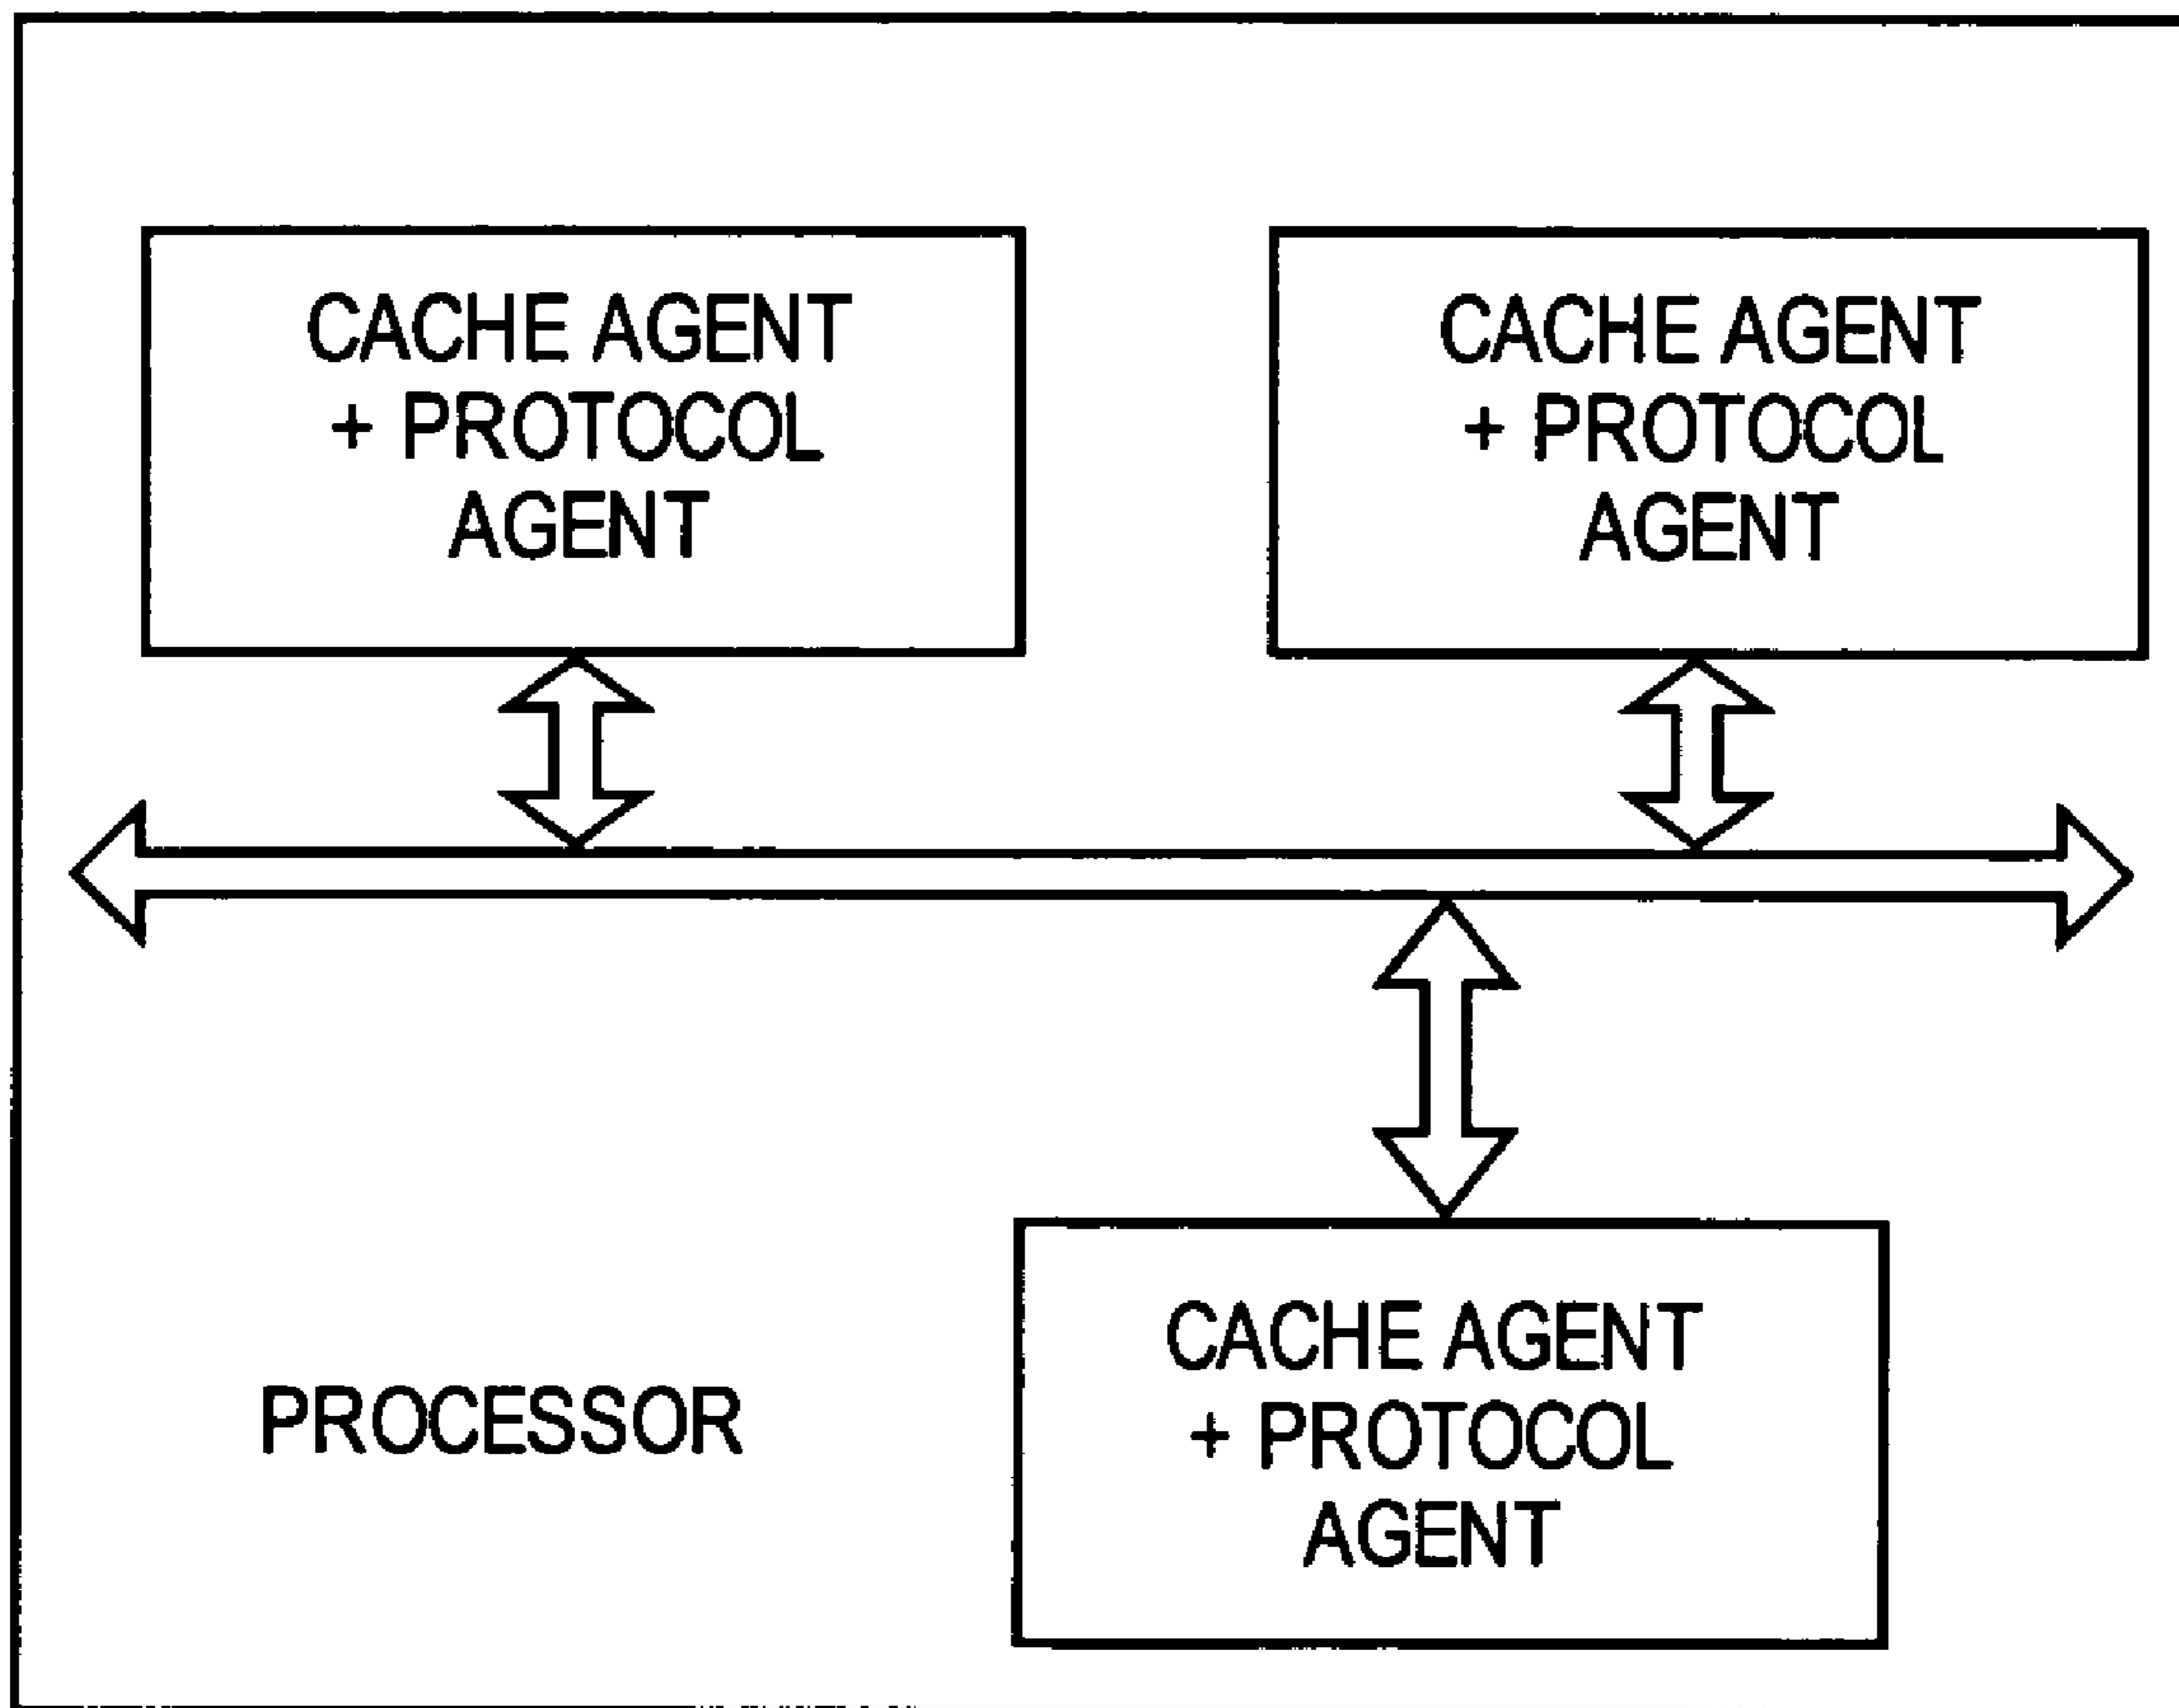 CACHE AGENT
+ PROTOCOL
AGENT
CACHE AGENT
+ PROTOCOL
AGENT
PROCESSOR
CACHE AGENT
+ PROTOCOL
AGENT